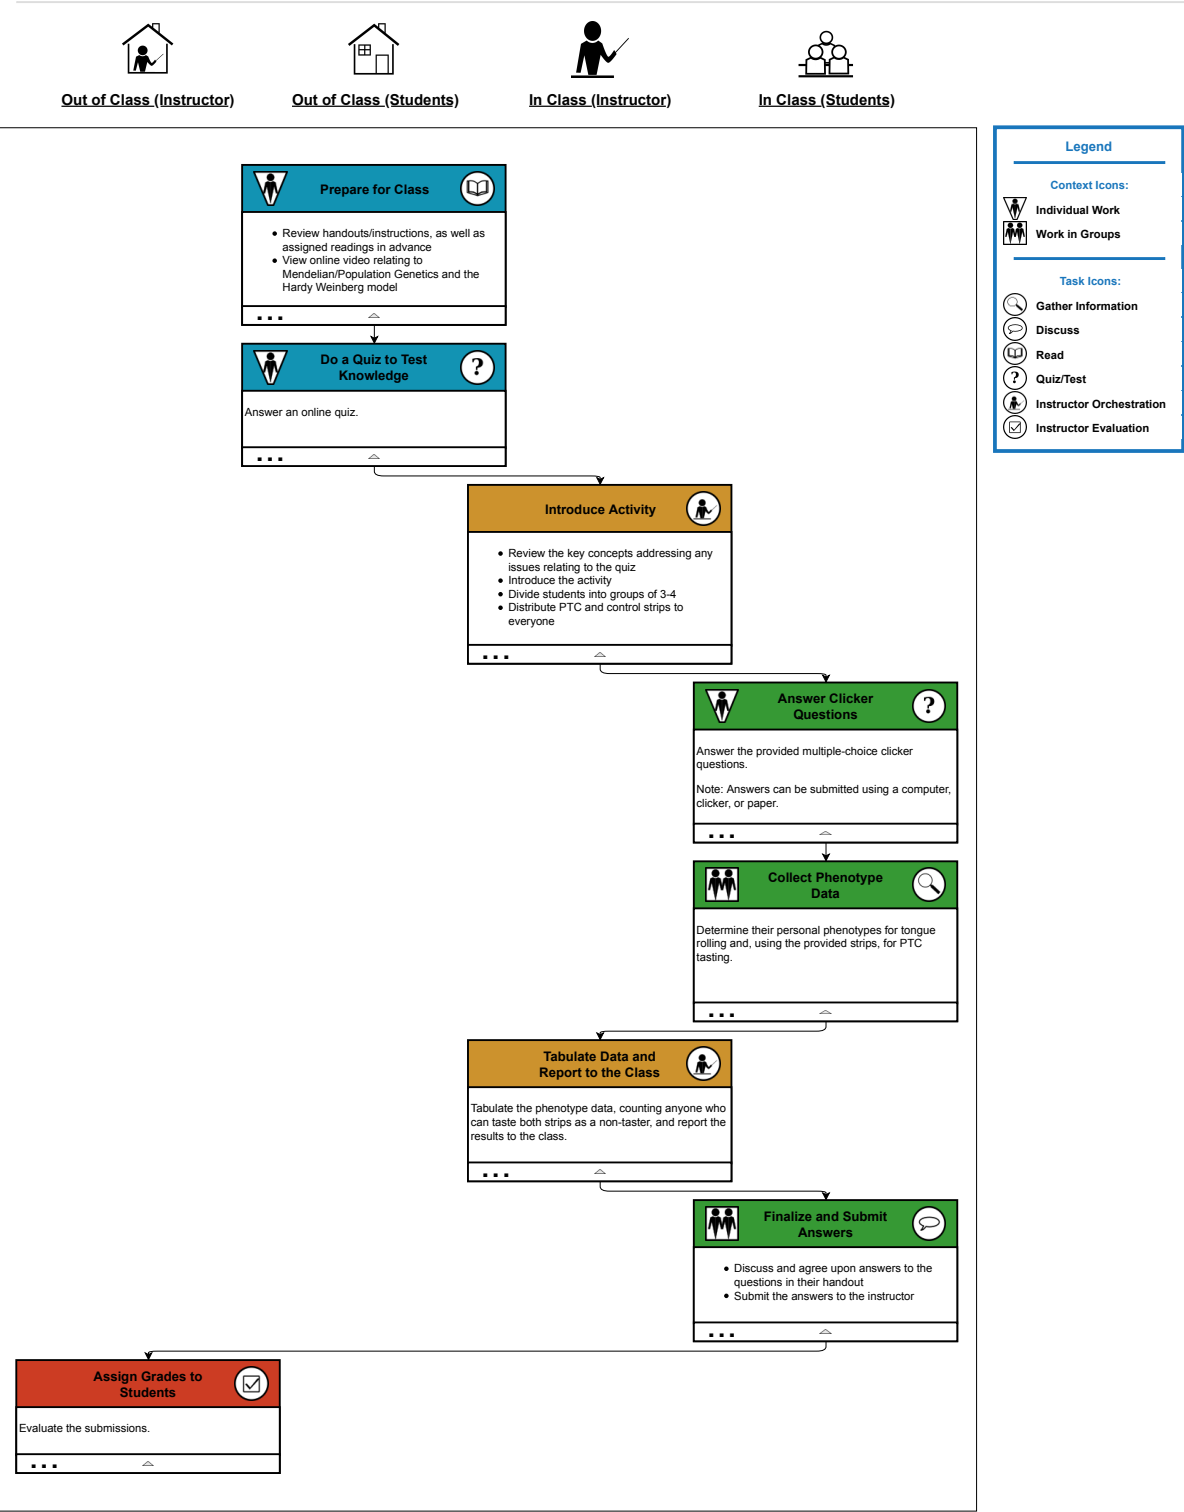 Out of Class (Instructor)
Out of Class (Students)
In Class (Instructor)
In Class (Students)
Legend
Context Icons:
Individual Work
Work in Groups
Task Icons:
Gather Information
Discuss
Read
Quiz/Test
Instructor Orchestration
Instructor Evaluation
Prepare for Class
• Review handouts/instructions, as well as
assigned readings in advance
• View online video relating to
Mendelian/Population Genetics and the
Hardy Weinberg model
Do a Quiz to Test
Knowledge
?
Answer an online quiz.
Introduce Activity
• Review the key concepts addressing any
issues relating to the quiz
• Introduce the activity
• Divide students into groups of 3-4
• Distribute PTC and control strips to
everyone
Answer Clicker
Questions
?
Answer the provided multiple-choice clicker
questions.
Note: Answers can be submitted using a computer,
clicker, or paper.
Collect Phenotype
Data
Determine their personal phenotypes for tongue
rolling and, using the provided strips, for PTC
tasting.
Tabulate Data and
Report to the Class
Tabulate the phenotype data, counting anyone who
can taste both strips as a non-taster, and report the
results to the class.
Finalize and Submit
Answers
• Discuss and agree upon answers to the
questions in their handout
• Submit the answers to the instructor
Assign Grades to
Students
Evaluate the submissions.